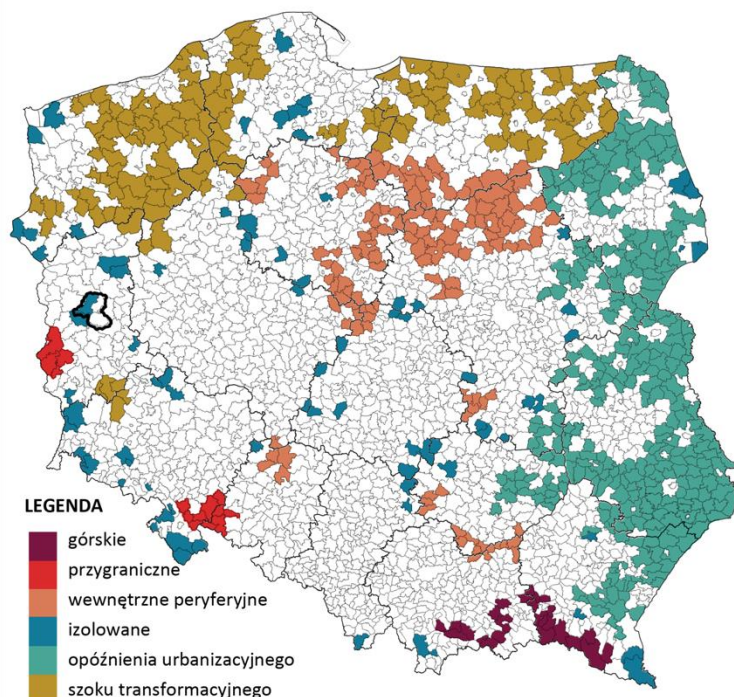 LEGENDA
górskie
przygraniczne
wewnętrzne peryferyjne
izolowane
opóźnienia urbanizacyjnego
szoku transformacyjnego